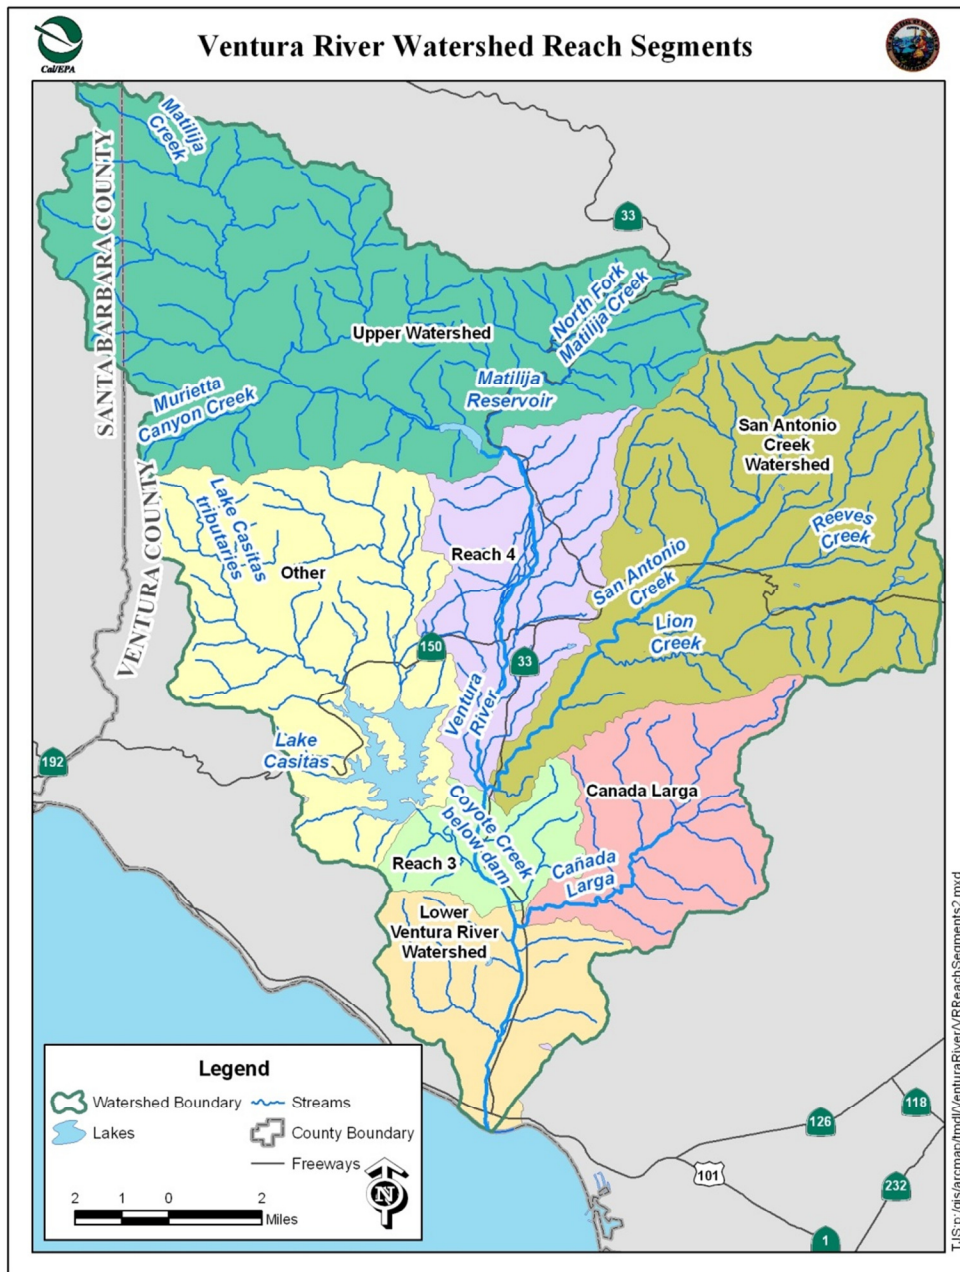 Cal/EPA
Ventura River Watershed Reach Segments
Matilija
Creek
SANTA BARBARA COUNTY
33
North Fork
Matilija Creek
Upper Watershed
Matilija
Reservoir
Murietta
Canyon Creek
San Antonio
Creek
Watershed
VENTURA COUNTY
Lake Casitas
tributaries
Other
Reach 4
San Antonio
Creek
Reeves
Creek
Lion
Creek
150
33
Ventura
River
Lake
Casitas
192
Coyote Creek
below dam
Canada Larga
Reach 3
Cañada
Larga
Lower
Ventura River
Watershed
Legend
Watershed Boundary
Streams
Lakes
County Boundary
Freeways
N
2 1 0 2
Miles
126
118
101
232
1
TJS:p:/gis/arcmap/tmdl/VenturaRiver/VRReachSegments2.mxd